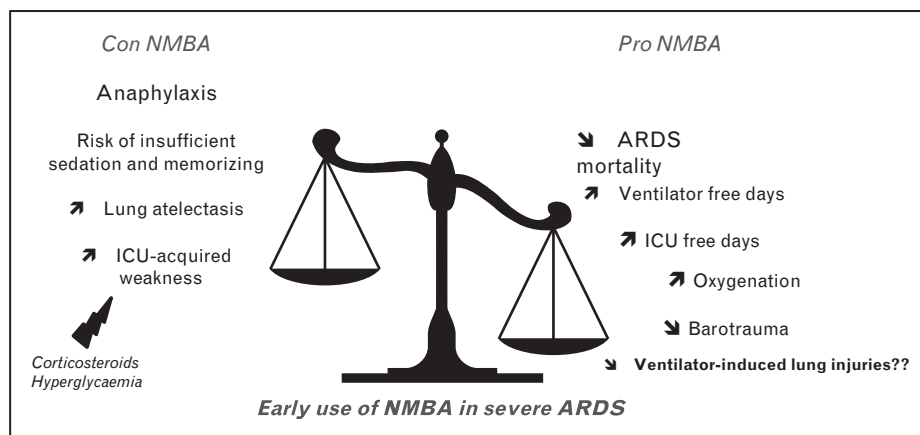 Con NMBA
Anaphylaxis
Risk of insufficient
sedation and memorizing
Lung atelectasis
ICU-acquired
weakness
Corticosteroids
Hyperglycaemia
Pro NMBA
ARDS
mortality
Ventilator free days
ICU free days
Oxygenation
Barotrauma
Ventilator-induced lung injuries??
Early use of NMBA in severe ARDS